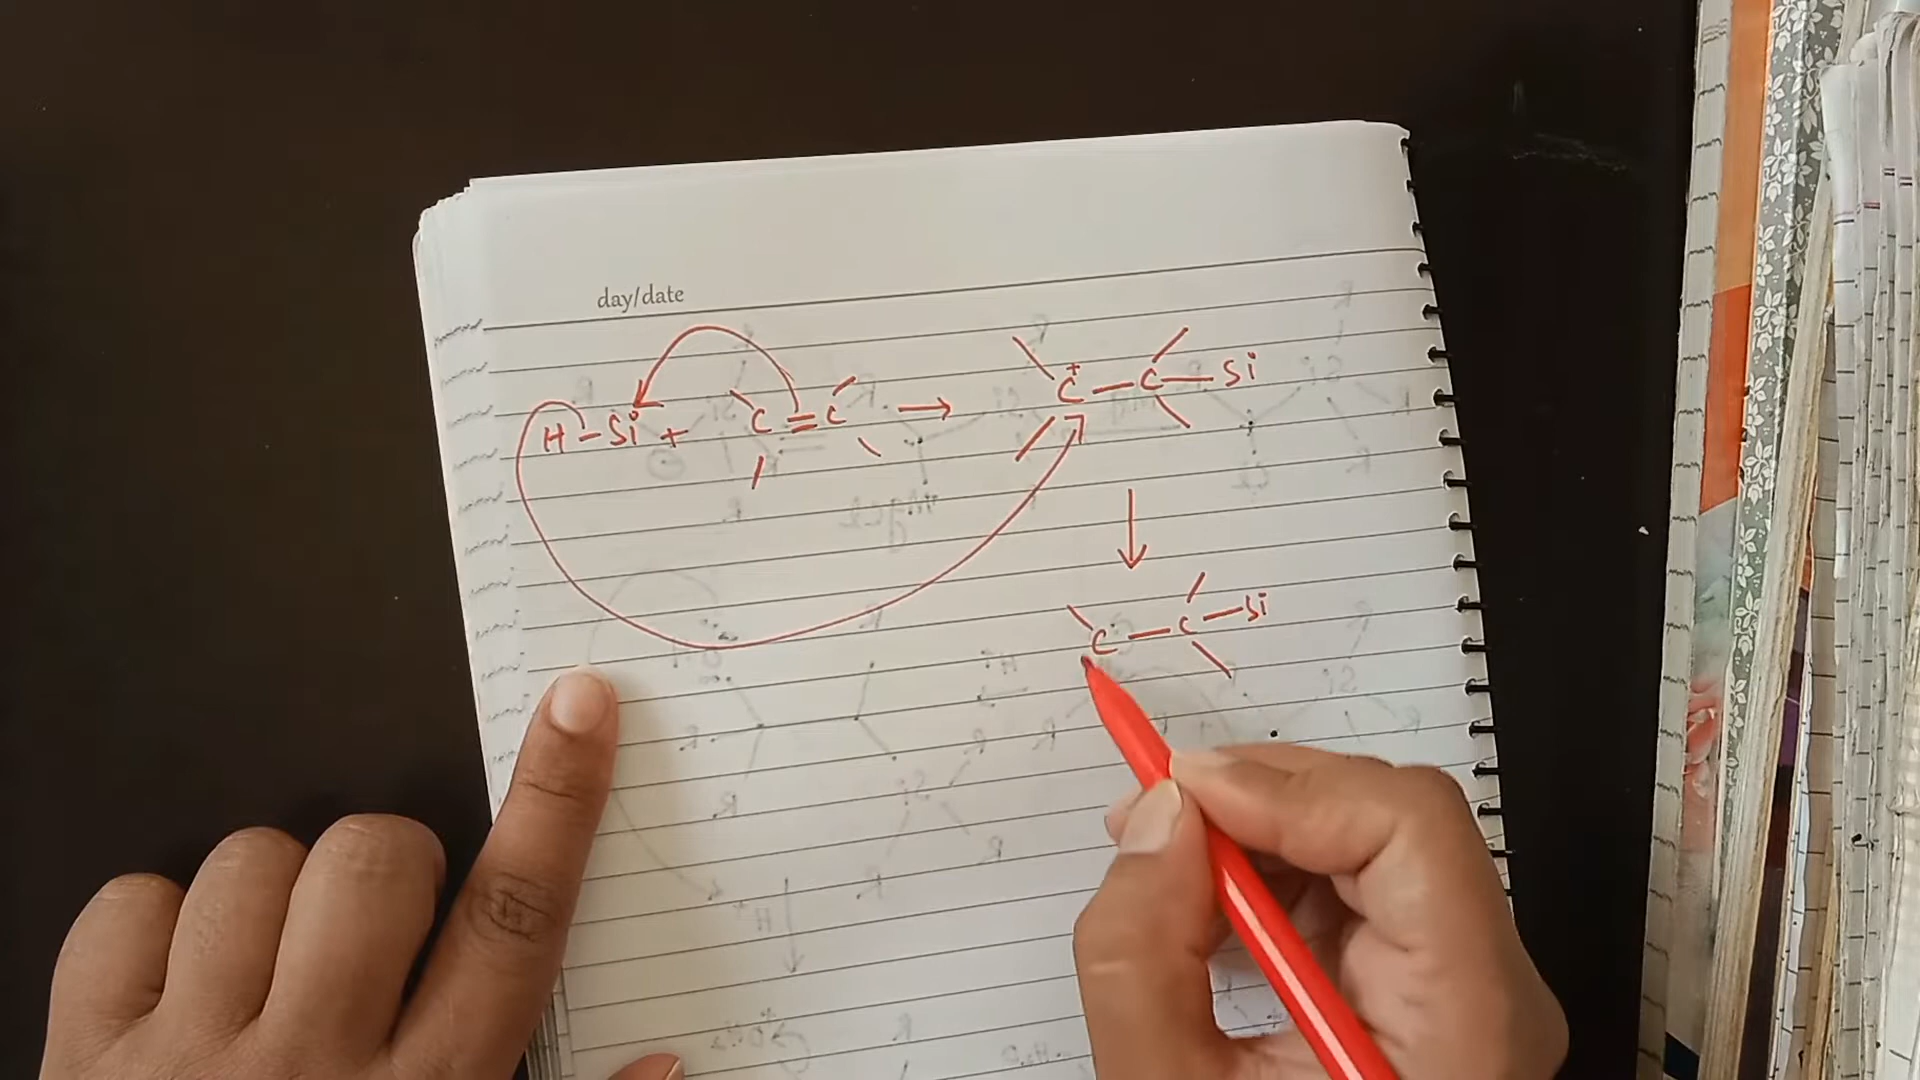 day/date
H-Si + C=C → C⁺-C-Si
↓
C-C-Si